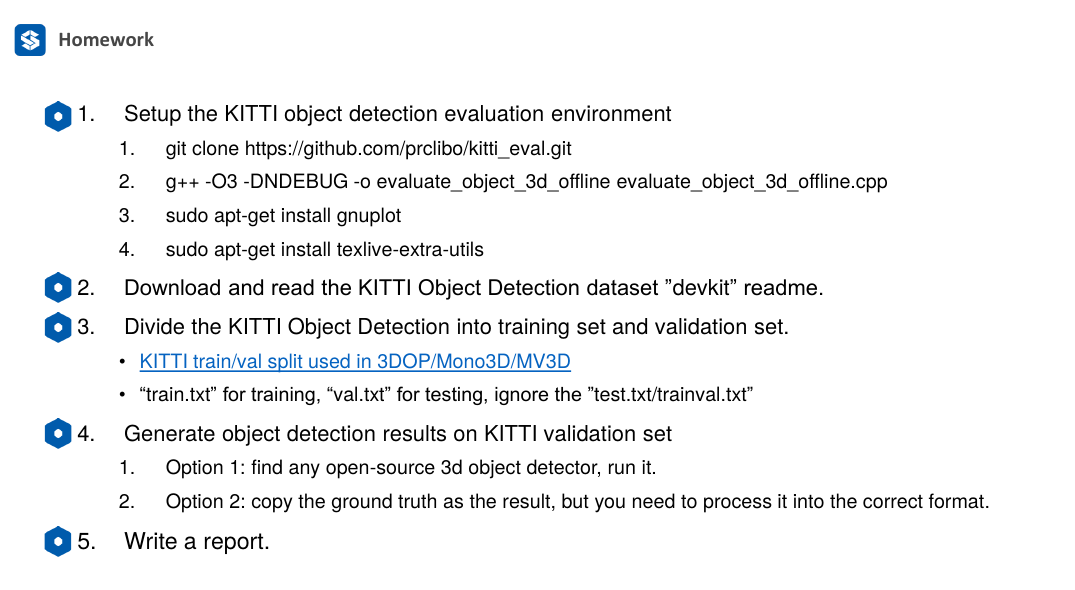 Homework
1. Setup the KITTI object detection evaluation environment
1. git clone https://github.com/prclibo/kitti_eval.git
2. g++ -O3 -DNDEBUG -o evaluate_object_3d_offline evaluate_object_3d_offline.cpp
3. sudo apt-get install gnuplot
4. sudo apt-get install texlive-extra-utils
2. Download and read the KITTI Object Detection dataset ”devkit” readme.
3. Divide the KITTI Object Detection into training set and validation set.
• KITTI train/val split used in 3DOP/Mono3D/MV3D
• “train.txt” for training, “val.txt” for testing, ignore the ”test.txt/trainval.txt”
4. Generate object detection results on KITTI validation set
1. Option 1: find any open-source 3d object detector, run it.
2. Option 2: copy the ground truth as the result, but you need to process it into the correct format.
5. Write a report.